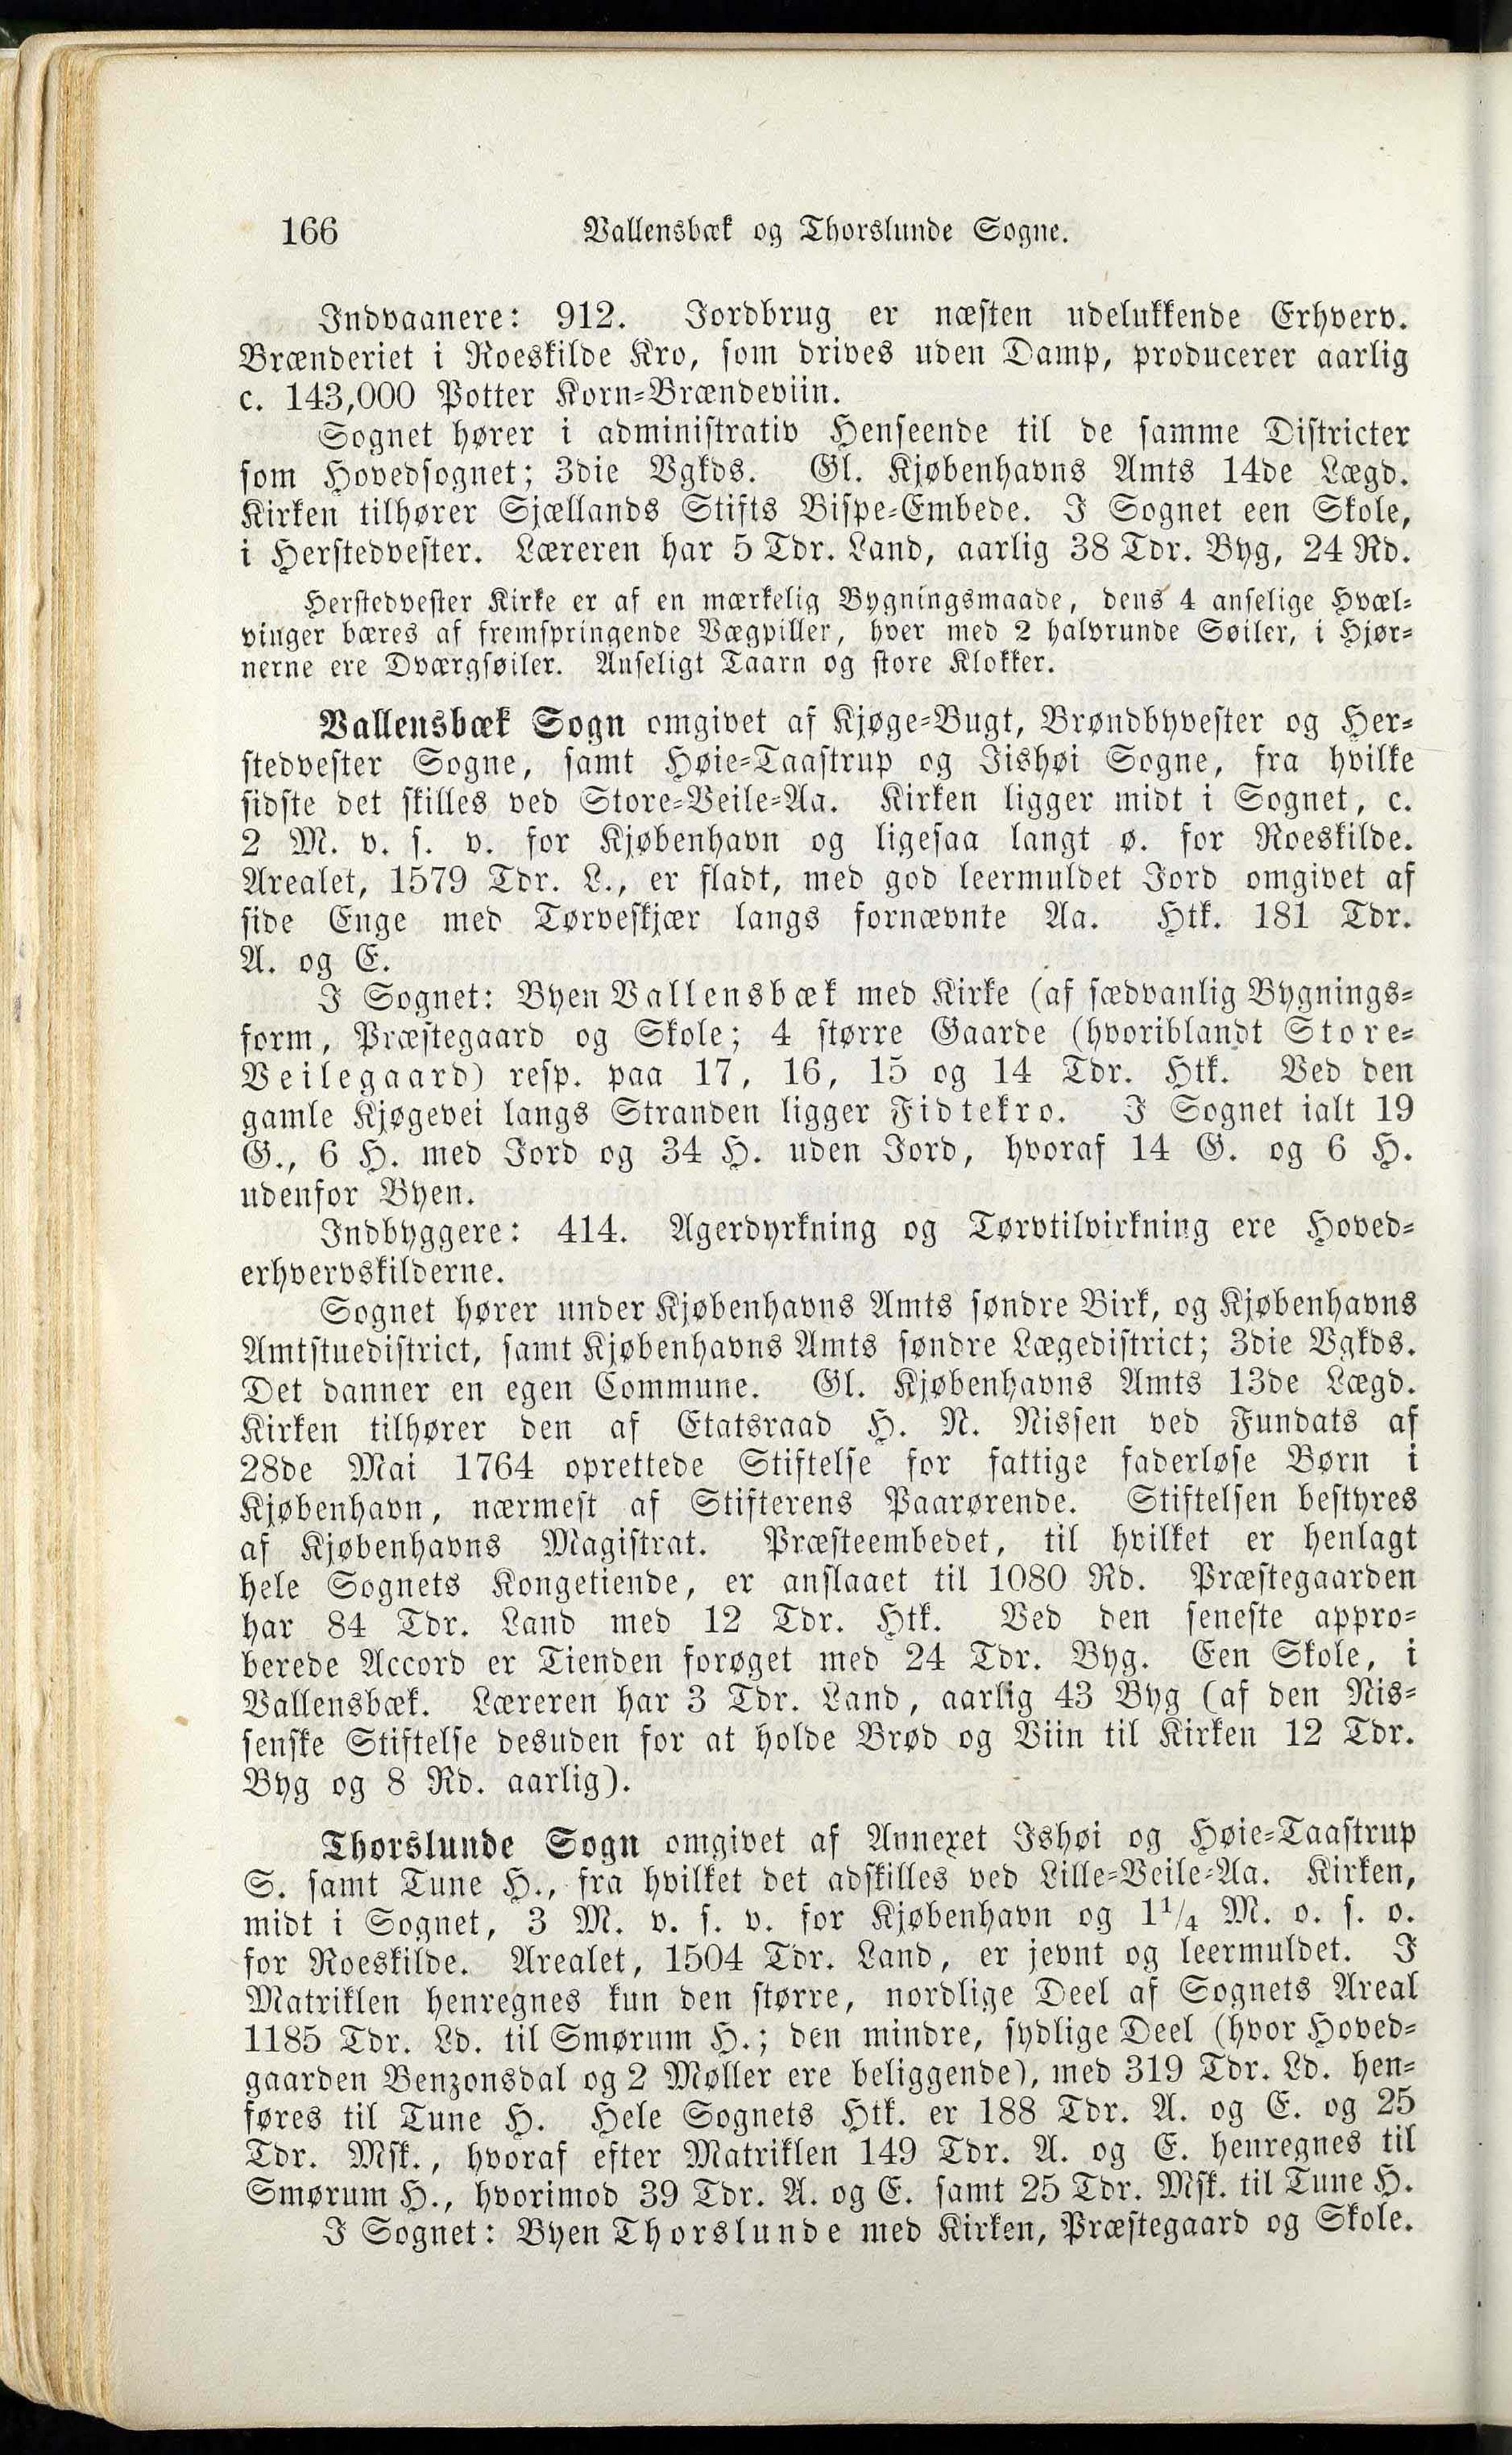 166
Vallensbæk og Thorslunde Sogne.
Indvaanere: 912. Jordbrug er næsten udelukkende Erhverv.
Brænderiet i Roeskilde Kro, som drives uden Damp, producerer aarlig
c. 143,000 Potter Korn-Brændeviin.
Sognet hører i administrativ Henseende til de samme Districter
som Hovedsognet; 3die Vgkds. Gl. Kjøbenhavns Amts 14de Lægd.
Kirken tilhører Sjællands Stifts Bispe-Embede. I Sognet een Skole,
i Herstedvester. Læreren har 5 Tdr. Land, aarlig 38 Tdr. Byg, 24 Rd.
Herstedvester Kirke er af en mærkelig Bygningsmaade, dens 4 anselige Hvæl-
vinger bæres af fremspringende Vægpiller, hver med 2 halvrunde Søiler, i Hjør-
nerne ere Dværgsøiler. Anseligt Taarn og store Klokker.
Vallensbæk Sogn omgivet af Kjøge-Bugt, Brøndbyvester og Her-
stedvester Sogne, samt Høie-Taastrup og Jishøi Sogne, fra hvilke
sidste det skilles ved Store-Veile-Aa. Kirken ligger midt i Sognet, c.
2 M. v. s. v. for Kjøbenhavn og ligesaa langt ø. for Roeskilde.
Arealet, 1579 Tdr. L., er fladt, med god leermuldet Jord omgivet af
side Enge med Tørveskjær langs fornævnte Aa. Htk. 181 Tdr.
A. og E.
I Sognet: Byen Vallensbæk med Kirke (af sædvanlig Bygnings-
form, Præstegaard og Skole; 4 større Gaarde (hvoriblandt Store-
Veilegaard) resp. paa 17, 16, 15 og 14 Tdr. Htk. Ved den
gamle Kjøgevei langs Stranden ligger Fidtekro. I Sognet ialt 19
G., 6 H. med Jord og 34 H. uden Jord, hvoraf 14 G. og 6 H.
udenfor Byen.
Indbyggere: 414. Agerdyrkning og Tørvtilvirkning ere Hoved-
erhvervskilderne.
Sognet hører under Kjøbenhavns Amts søndre Birk, og Kjøbenhavns
Amtstuedistrict, samt Kjøbenhavns Amts søndre Lægedistrict; 3die Vgkds.
Det danner en egen Commune. Gl. Kjøbenhavns Amts 13de Lægd.
Kirken tilhører den af Etatsraad H. N. Nissen ved Fundats af
28de Mai 1764 oprettede Stiftelse for fattige faderløse Børn i
Kjøbenhavn, nærmest af Stifterens Paarørende. Stiftelsen bestyres
af Kjøbenhavns Magistrat. Præsteembedet, til hvilket er henlagt
hele Sognets Kongetiende, er anslaaet til 1080 Rd. Præstegaarden
har 84 Tdr. Land med 12 Tdr. Htk. Ved den seneste appro-
berede Accord er Tienden forøget med 24 Tdr. Byg. Een Skole, i
Vallensbæk. Læreren har 3 Tdr. Land, aarlig 43 Byg (af den Nis-
senske Stiftelse desuden for at holde Brød og Viin til Kirken 12 Tdr.
Byg og 8 Rd. aarlig).
Thorslunde Sogn omgivet af Annexet Ishøi og Høie-Taastrup
S. samt Tune H., fra hvilket det adskilles ved Lille-Veile-Aa. Kirken,
midt i Sognet, 3 M. v. s. v. for Kjøbenhavn og 1¹/₄ M. o. s. o.
for Roeskilde. Arealet, 1504 Tdr. Land, er jevnt og leermuldet. I
Matriklen henregnes kun den større, nordlige Deel af Sognets Areal
1185 Tdr. Ld. til Smørum H.; den mindre, sydlige Deel (hvor Hoved-
gaarden Benzonsdal og 2 Møller ere beliggende), med 319 Tdr. Ld. hen-
føres til Tune H. Hele Sognets Htk. er 188 Tdr. A. og E. og 25
Tdr. Msk., hvoraf efter Matriklen 149 Tdr. A. og E. henregnes til
Smørum H., hvorimod 39 Tdr. A. og E. samt 25 Tdr. Msk. til Tune H.
I Sognet: Byen Thorslunde med Kirken, Præstegaard og Skole.